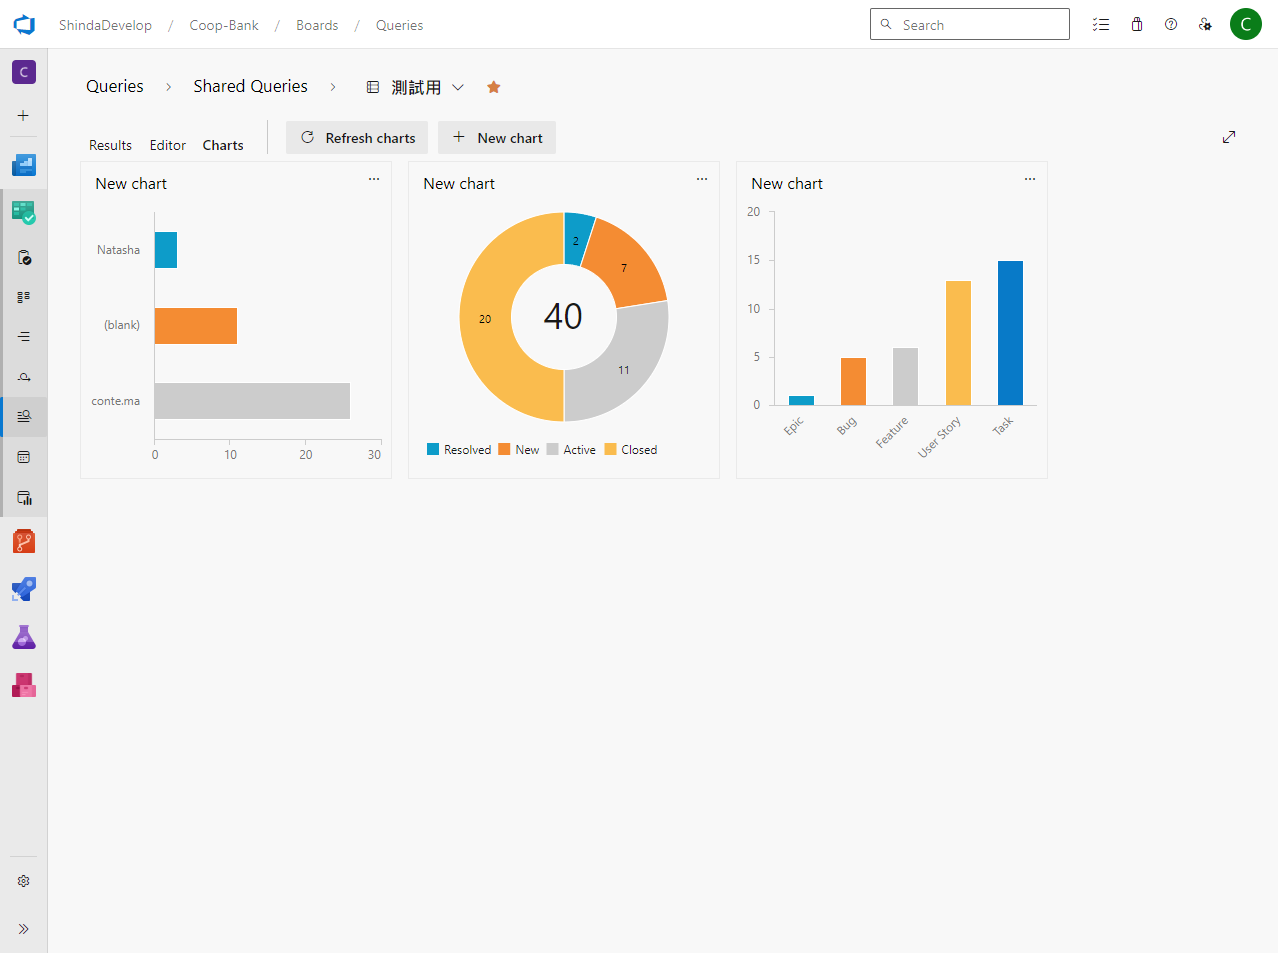 ShindaDevelop / Coop-Bank / Boards / Queries
Search
C
C
Queries > Shared Queries > 測試用
Results Editor Charts
Refresh charts
New chart
New chart
Natasha
(blank)
conte.ma
0 10 20 30
New chart
2
7
20
40
11
Resolved New Active Closed
New chart
20
15
10
5
0
Epic Bug Feature User Story Task